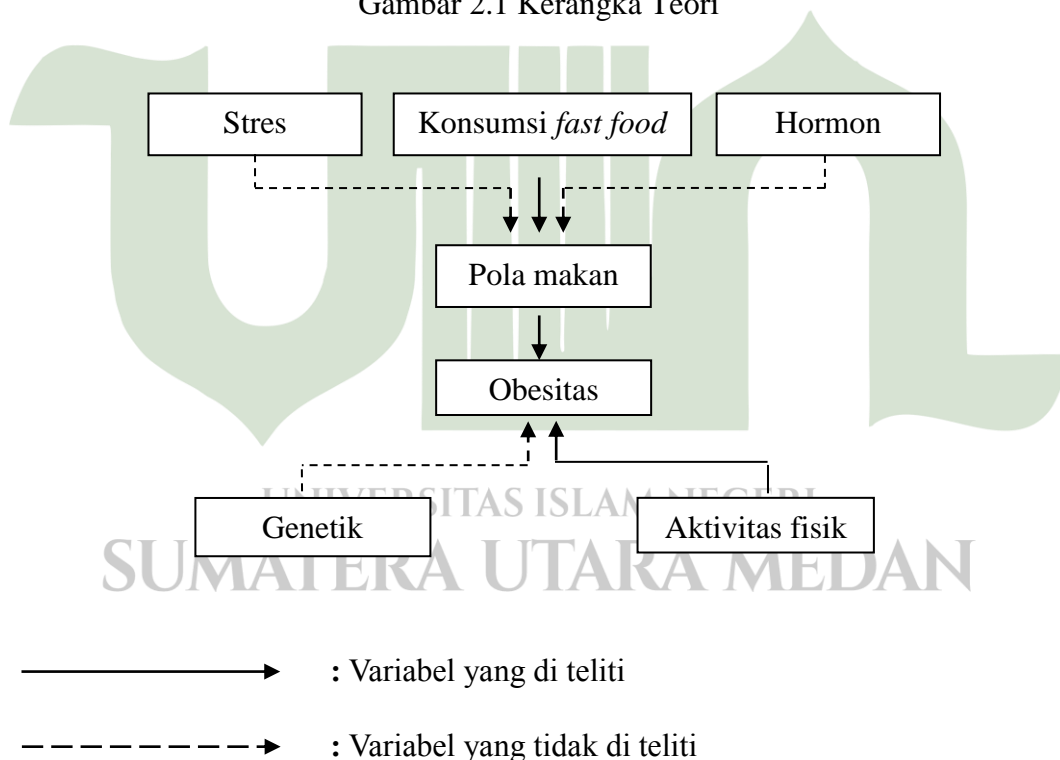 Gambar 2.1 Kerangka Teori
Stres
Konsumsi fast food
Hormon
Pola makan
Obesitas
UNIVERSITAS ISLAM NEGERI
Genetik
Aktivitas fisik
SUMATERA UTARA MEDAN
: Variabel yang di teliti
: Variabel yang tidak di teliti